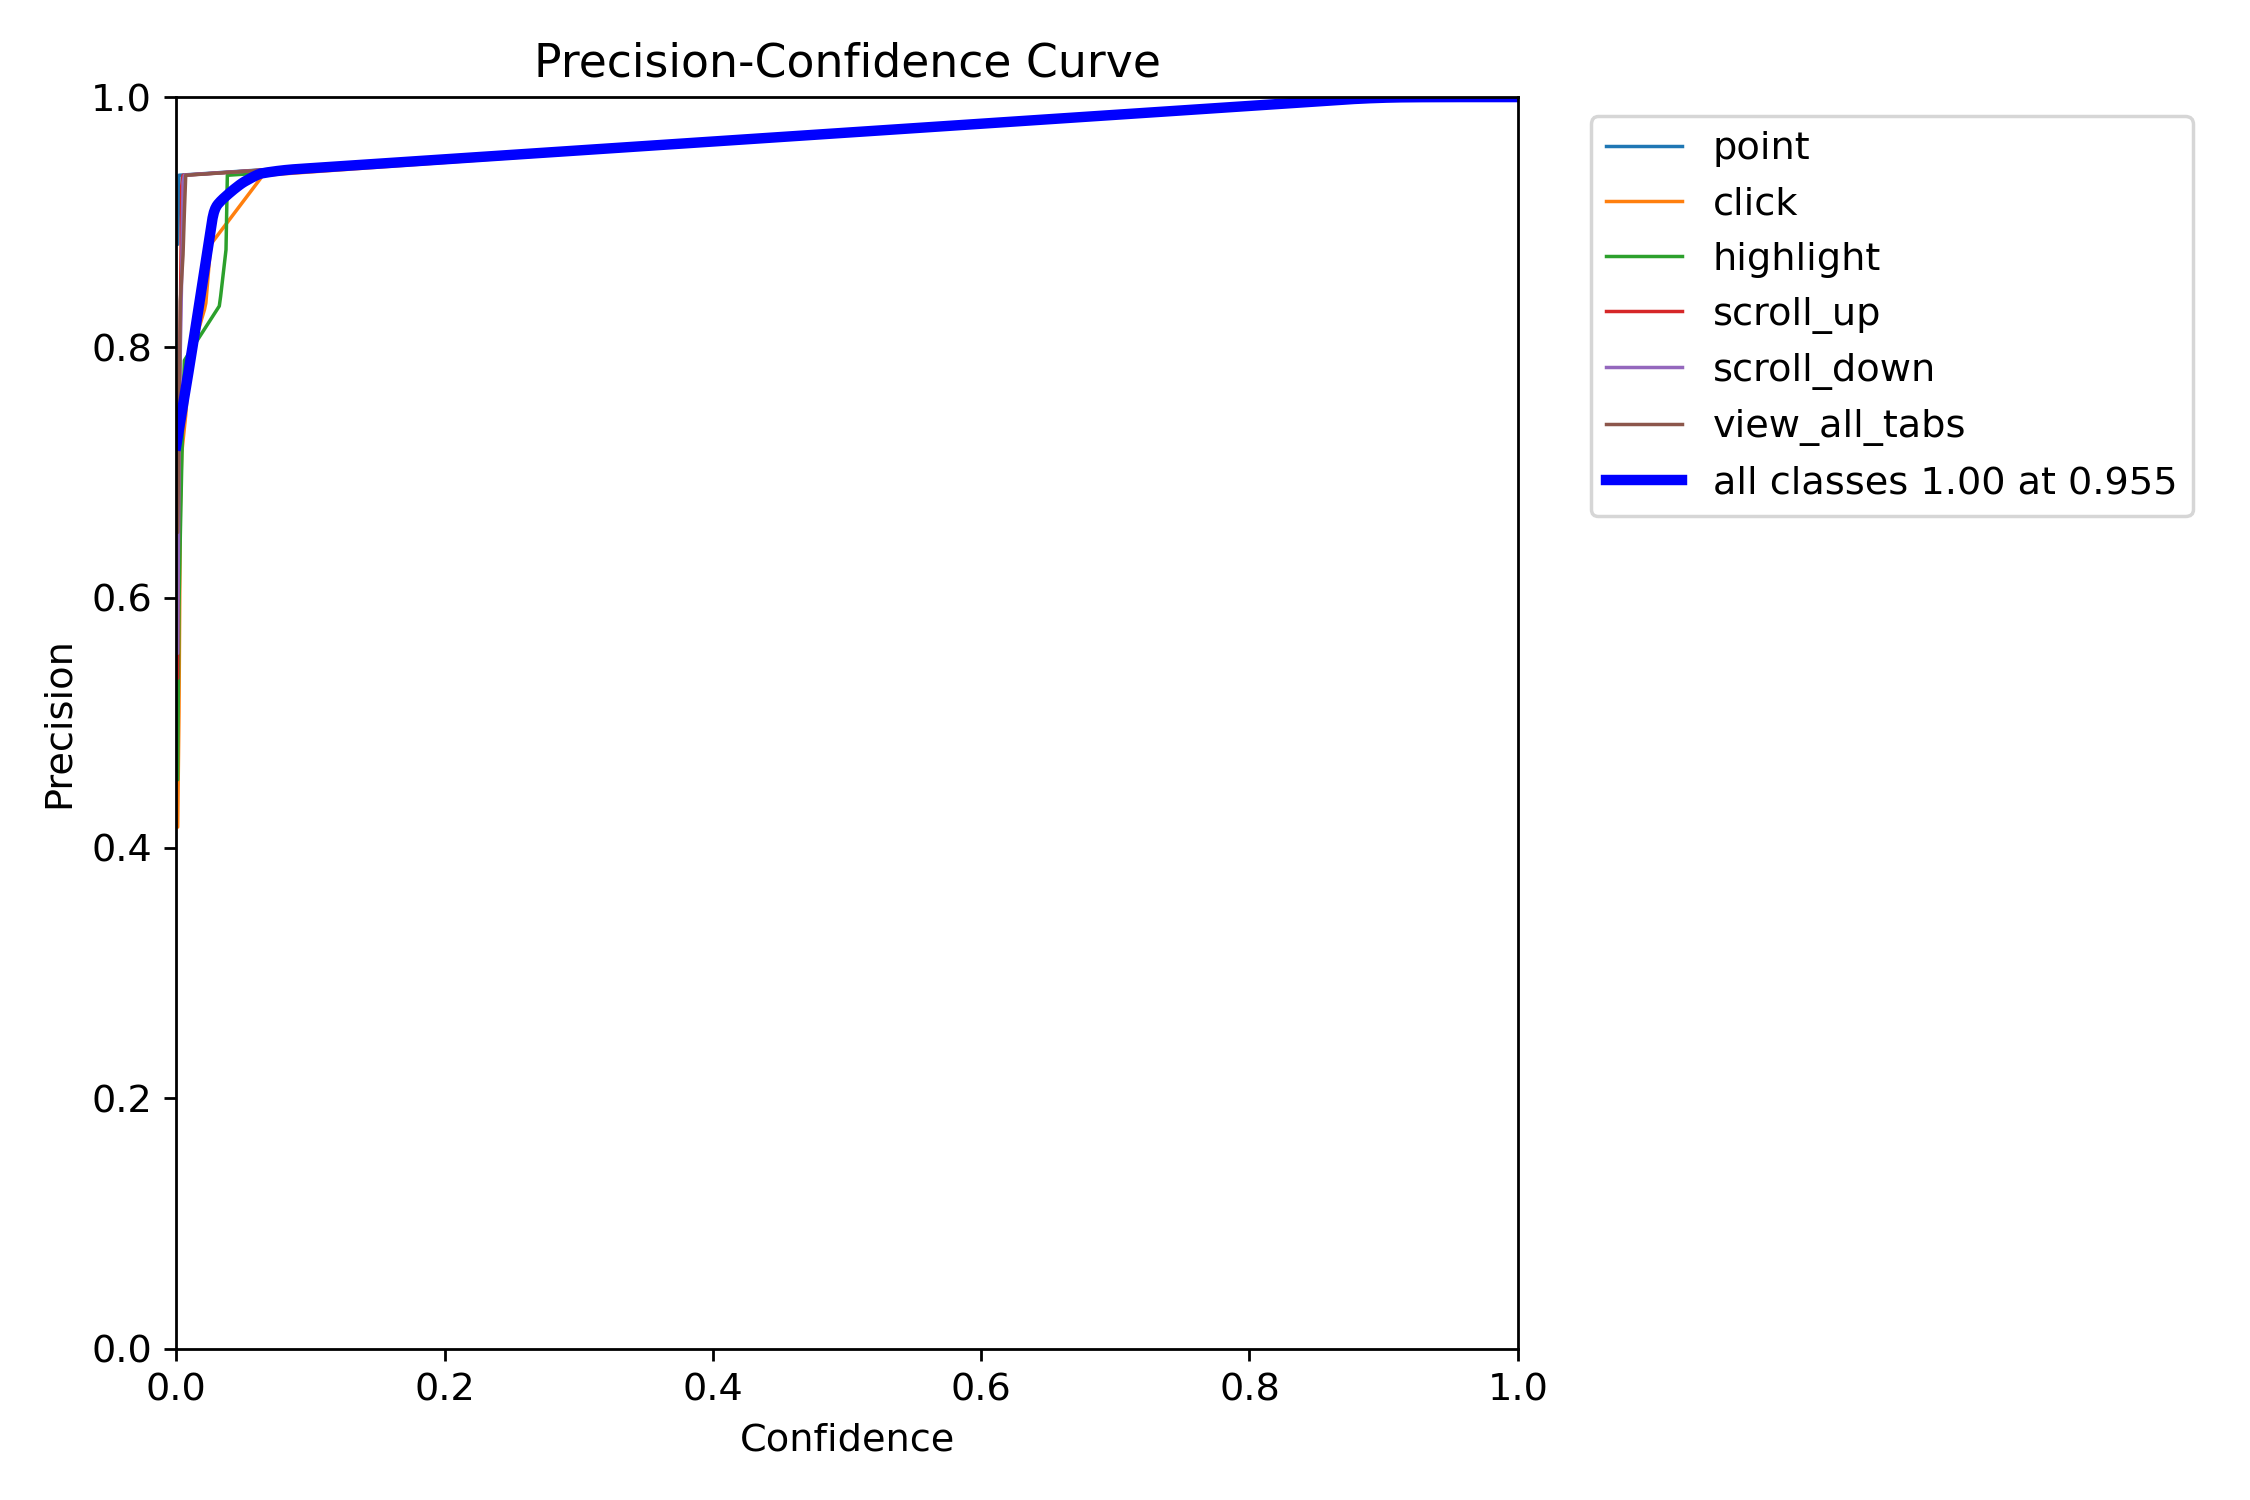 Precision-Confidence Curve
1.0
0.8
0.6
0.4
0.2
0.0
Precision
0.0 0.2 0.4 0.6 0.8 1.0
Confidence
point
click
highlight
scroll_up
scroll_down
view_all_tabs
all classes 1.00 at 0.955